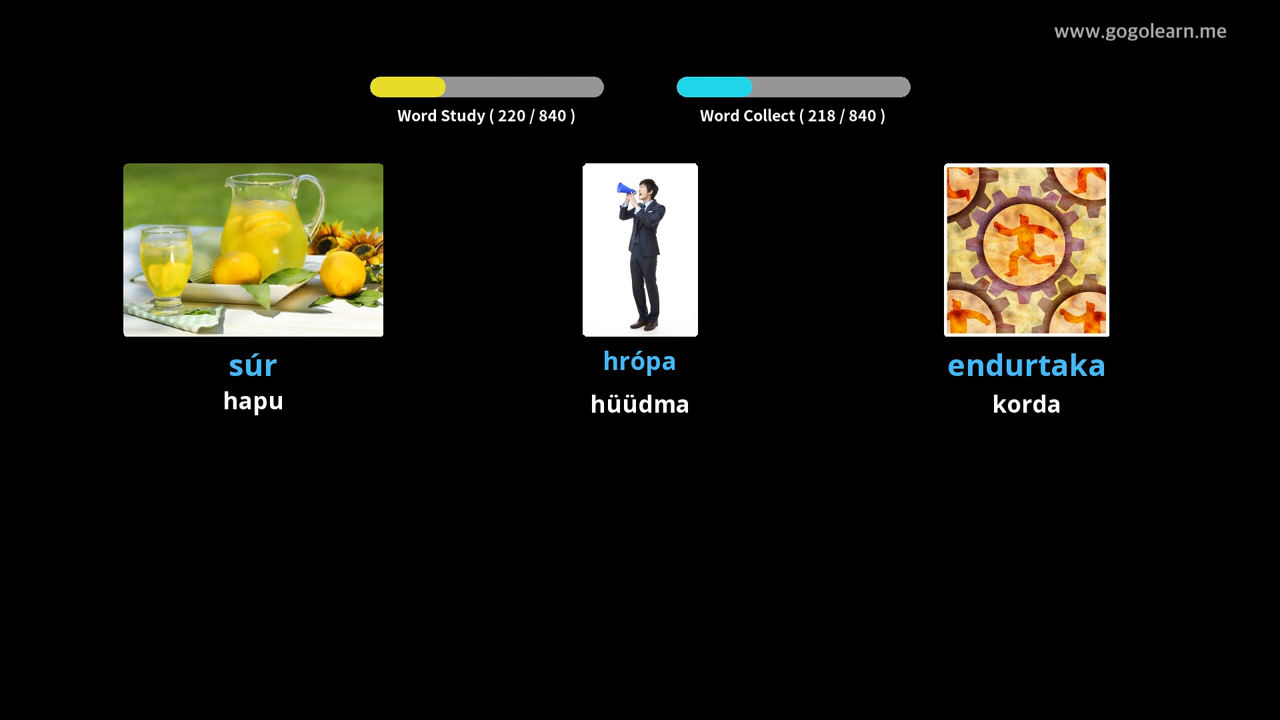 www.gogolearn.me
Word Study ( 220 / 840 )
Word Collect ( 218 / 840 )
súr
hapu
hrópa
hüüdma
endurtaka
korda